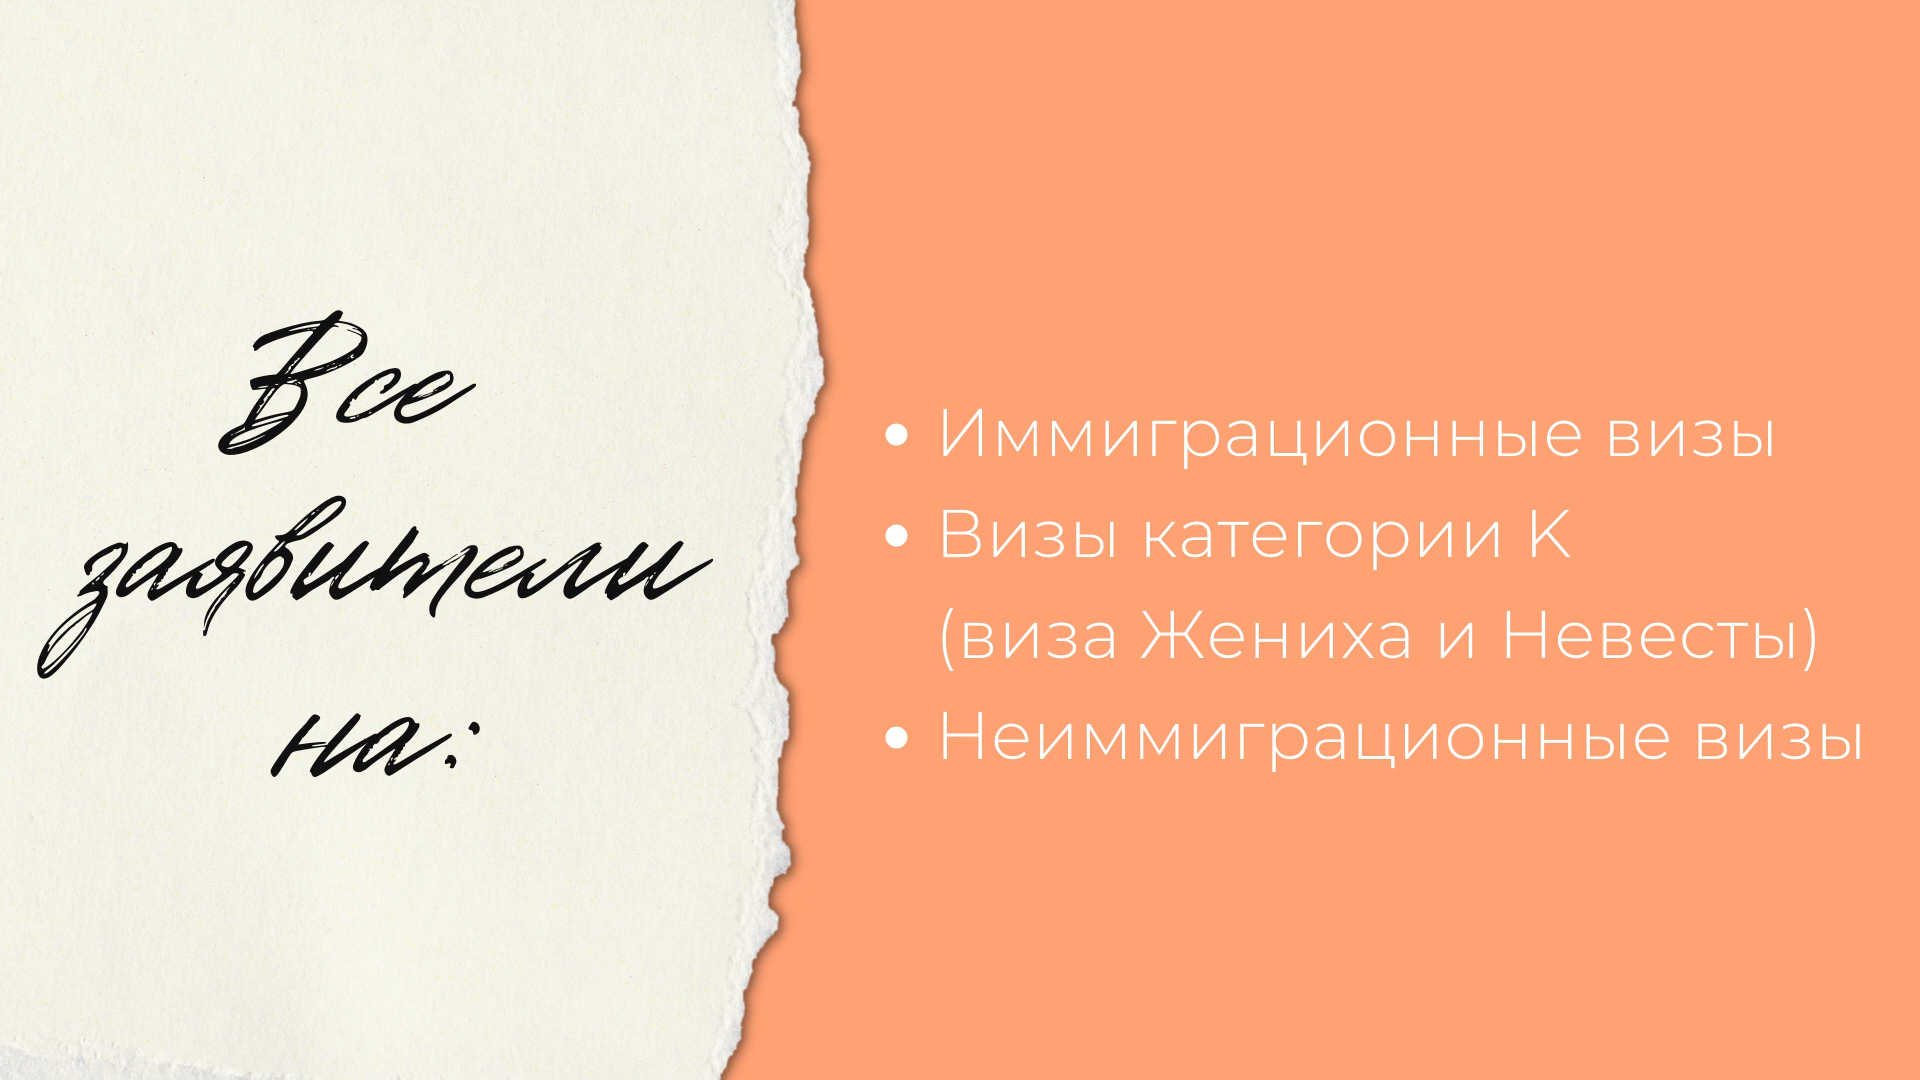 Все
заявители
на:
• Иммиграционные визы
• Визы категории К
(виза Жениха и Невесты)
• Неиммиграционные визы